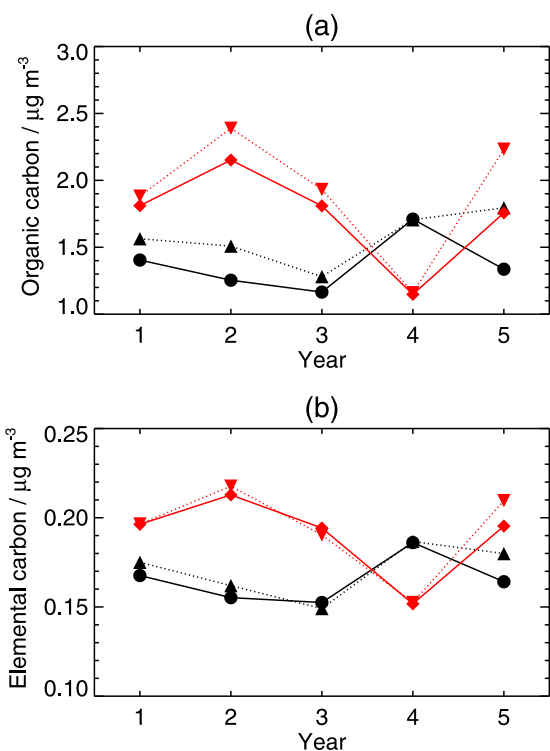 (a)
Organic carbon / μg m⁻³
3.0
2.5
2.0
1.5
1.0
1 2 3 4 5
Year
(b)
Elemental carbon / μg m⁻³
0.25
0.20
0.15
0.10
1 2 3 4 5
Year